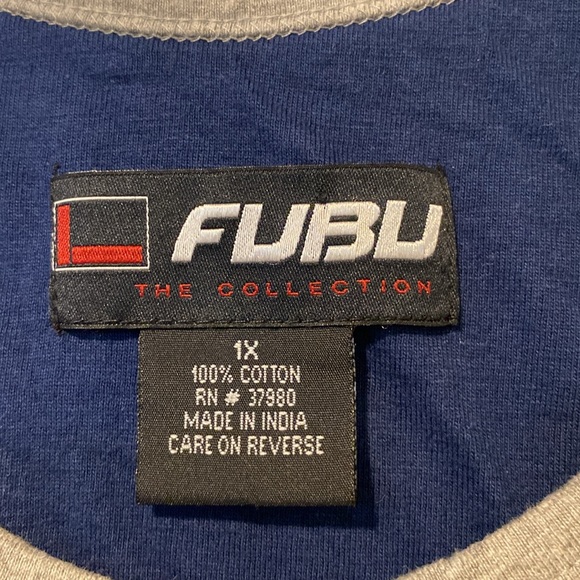 FUBU
THE COLLECTION
1X
100% COTTON
RN # 37980
MADE IN INDIA
CARE ON REVERSE